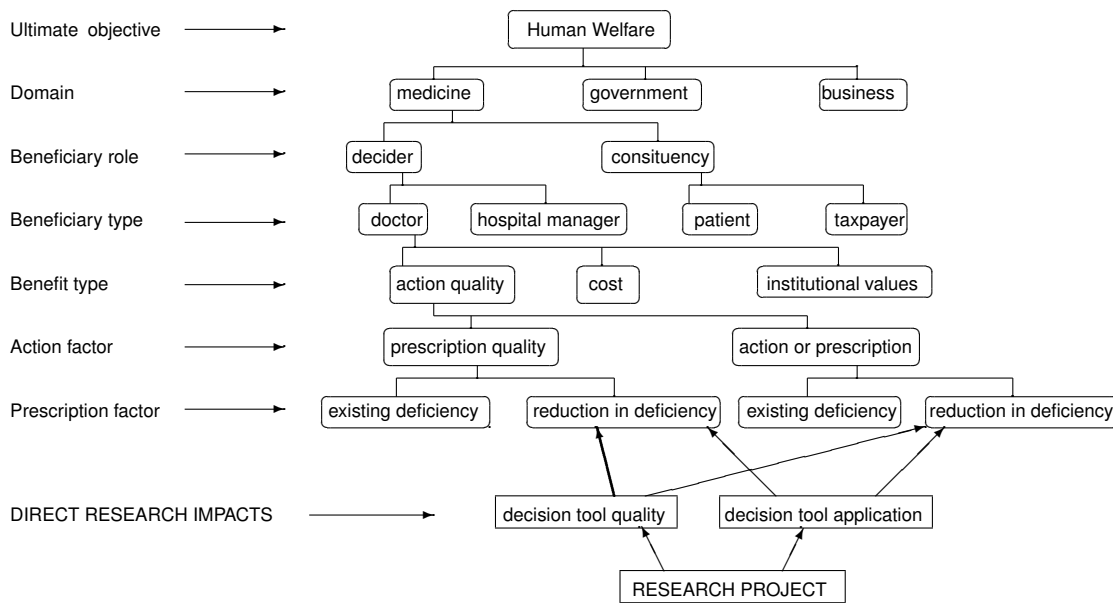 Ultimate objective Human Welfare
Domain medicine government business
Beneficiary role decider consituency
Beneficiary type doctor hospital manager patient taxpayer
Benefit type action quality cost institutional values
Action factor prescription quality action or prescription
Prescription factor existing deficiency reduction in deficiency existing deficiency reduction in deficiency
DIRECT RESEARCH IMPACTS decision tool quality decision tool application
RESEARCH PROJECT